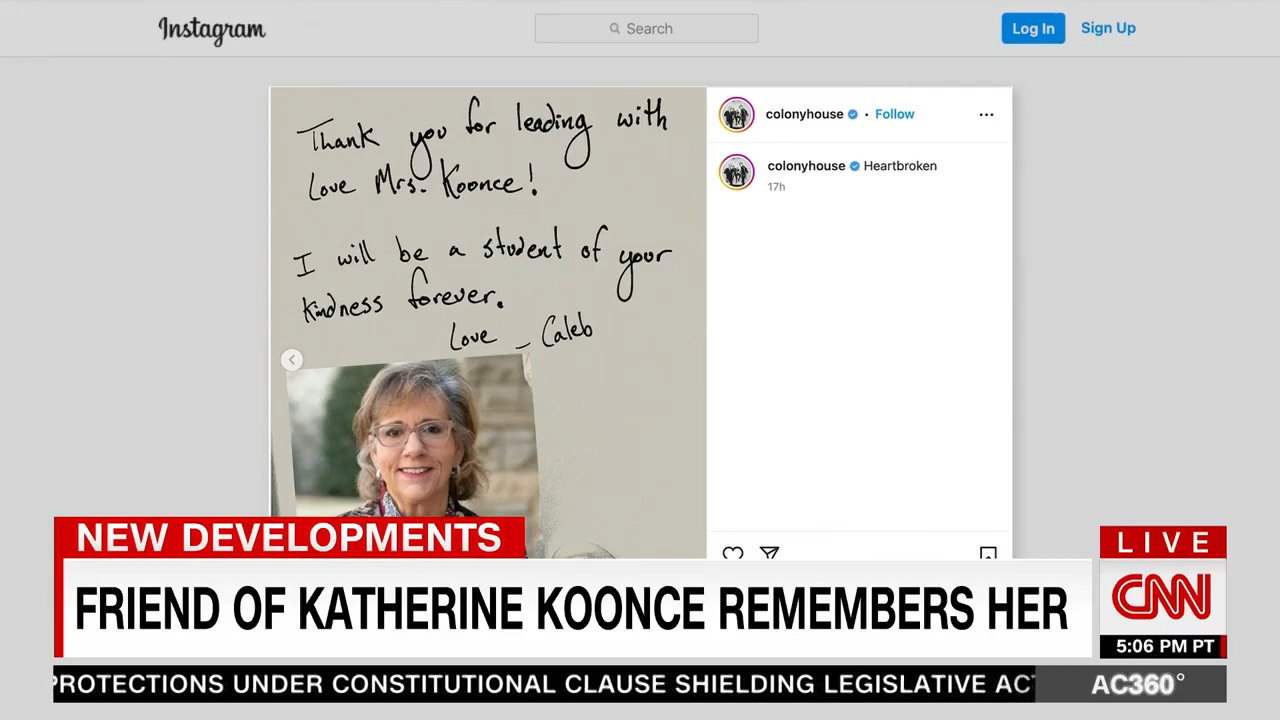 Instagram
Search
Log In
Sign Up
Thank you for leading with
Love Mrs. Koonce!
I will be a student of your
kindness forever.
Love _ Caleb
colonyhouse • Follow
colonyhouse Heartbroken
17h
NEW DEVELOPMENTS
FRIEND OF KATHERINE KOONCE REMEMBERS HER
LIVE
CNN
5:06 PM PT
PROTECTIONS UNDER CONSTITUTIONAL CLAUSE SHIELDING LEGISLATIVE
AC360°